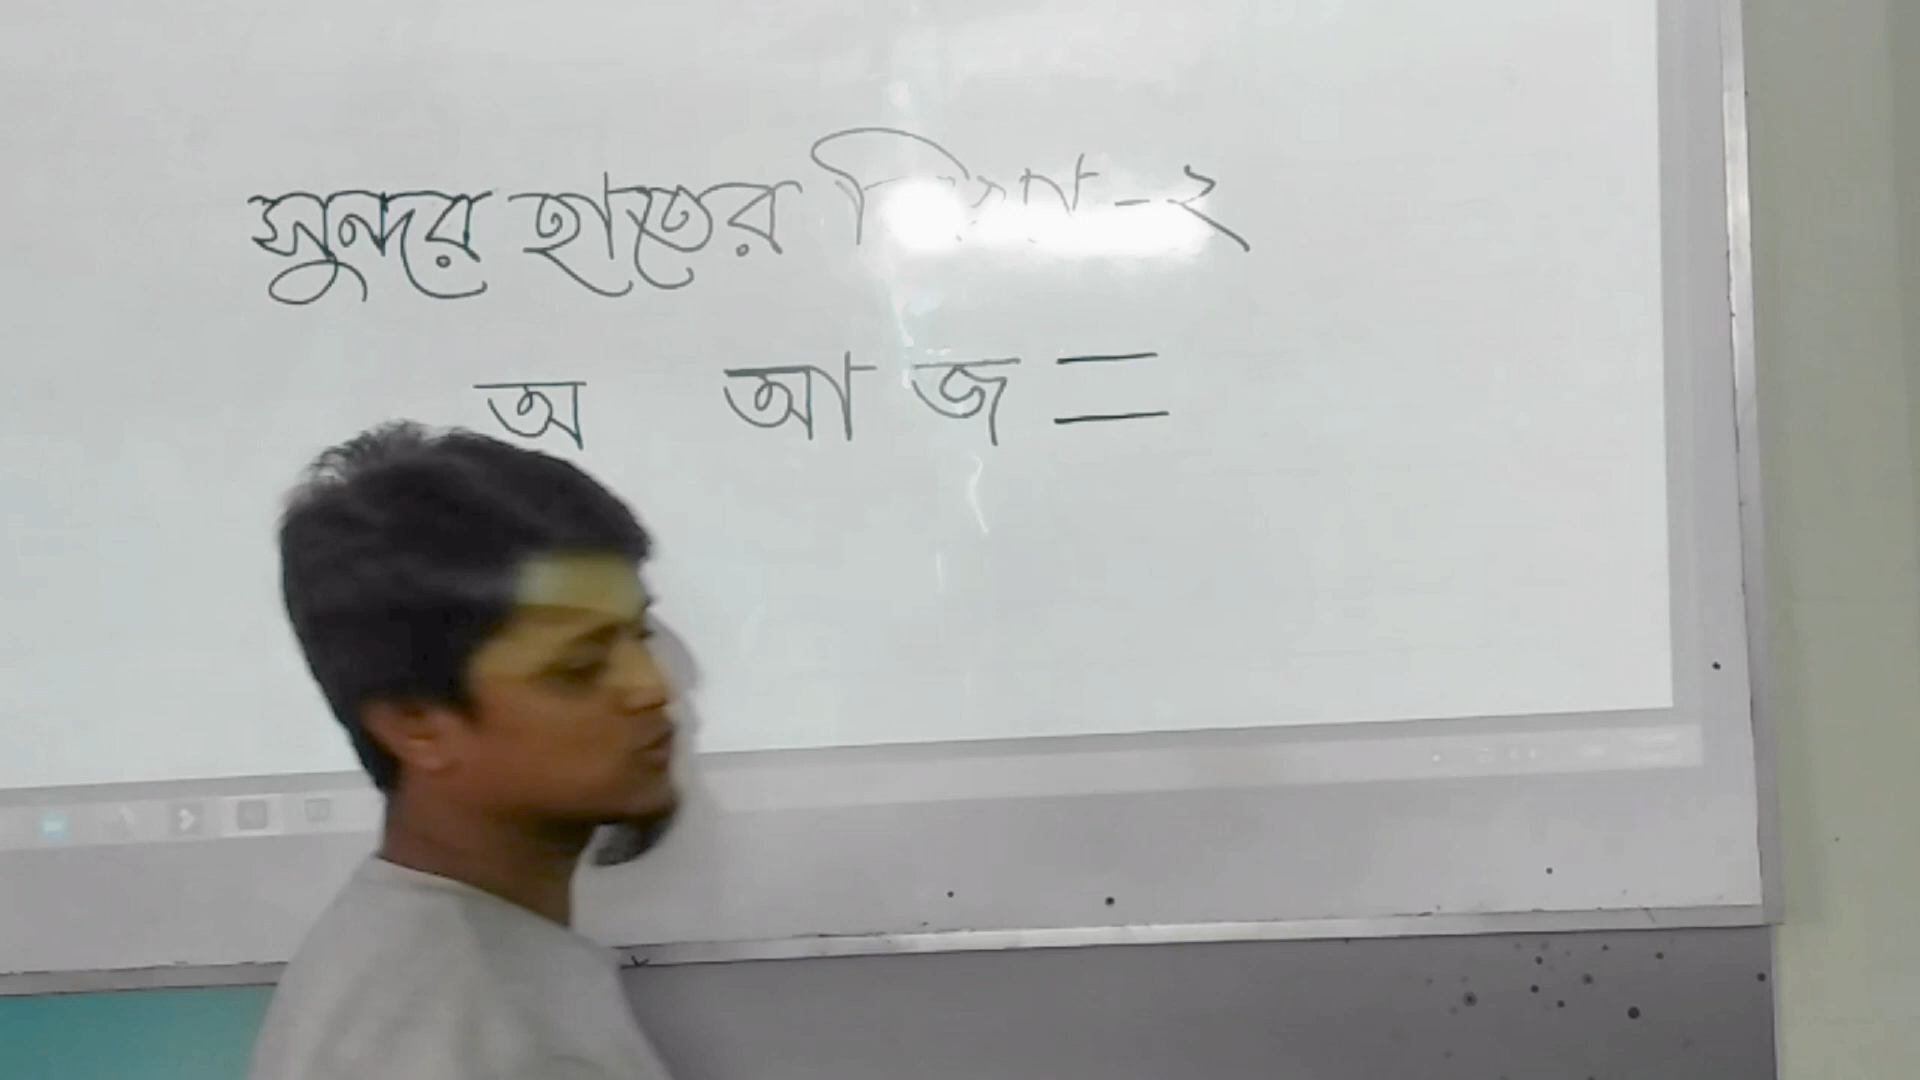 সুন্দর হাতের লিখা-২
অ আ জ =